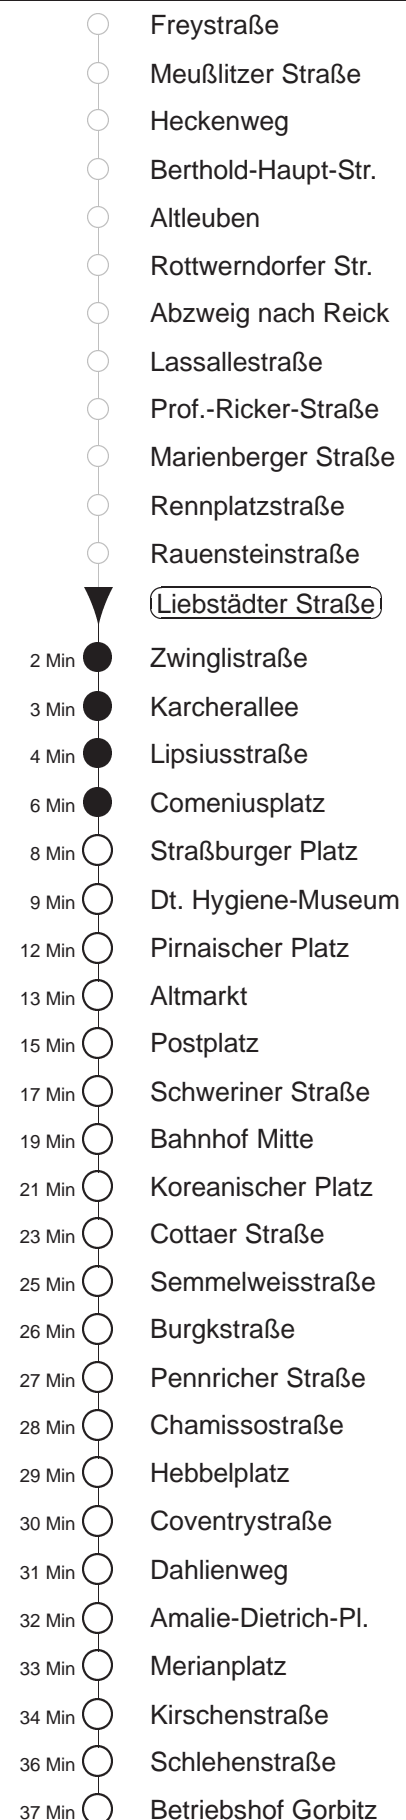 Freystraße
Meußlitzer Straße
Heckenweg
Berthold-Haupt-Str.
Altleuben
Rottwerndorfer Str.
Abzweig nach Reick
Lassallestraße
Prof.-Ricker-Straße
Marienberger Straße
Rennplatzstraße
Rauensteinstraße
Liebstädter Straße
2 Min Zwinglistraße
3 Min Karcherallee
4 Min Lipsiusstraße
6 Min Comeniusplatz
8 Min Straßburger Platz
9 Min Dt. Hygiene-Museum
12 Min Pirnaischer Platz
13 Min Altmarkt
15 Min Postplatz
17 Min Schweriner Straße
19 Min Bahnhof Mitte
21 Min Koreanischer Platz
23 Min Cottaer Straße
25 Min Semmelweisstraße
26 Min Burgkstraße
27 Min Pennricher Straße
28 Min Chamissostraße
29 Min Hebbelplatz
30 Min Coventrystraße
31 Min Dahlienweg
32 Min Amalie-Dietrich-Pl.
33 Min Merianplatz
34 Min Kirschenstraße
36 Min Schlehenstraße
37 Min Betriebshof Gorbitz